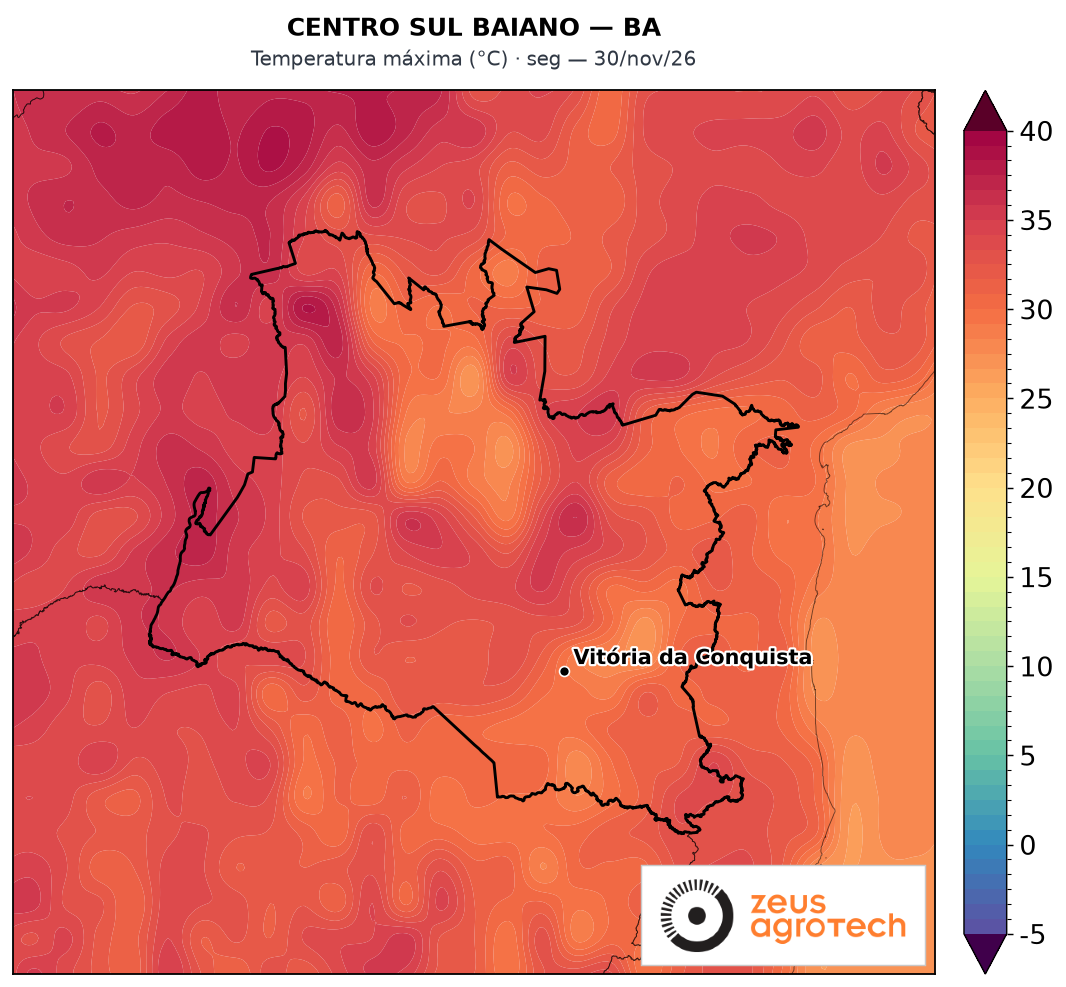 CENTRO SUL BAIANO — BA
Temperatura máxima (°C) · seg — 30/nov/26
40
35
30
25
20
15
10
5
0
-5
Vitória da Conquista
zeus
agrotech